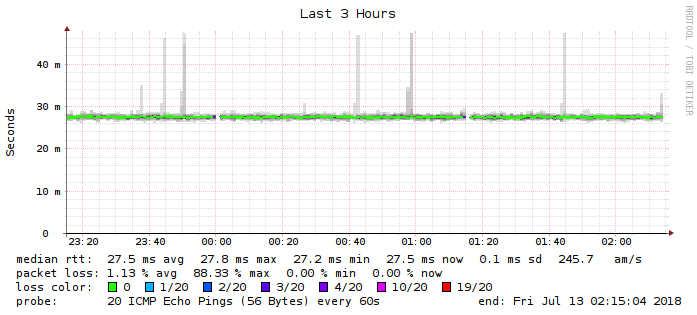 Last 3 Hours
RRDTOOL / TOBI OETIKER
Seconds
40 m
30 m
20 m
10 m
0
23:20 23:40 00:00 00:20 00:40 01:00 01:20 01:40 02:00
median rtt: 27.5 ms avg 27.8 ms max 27.2 ms min 27.5 ms now 0.1 ms sd 245.7 am/s
packet loss: 1.13 % avg 88.33 % max 0.00 % min 0.00 % now
loss color: 0 1/20 2/20 3/20 4/20 10/20 19/20
probe: 20 ICMP Echo Pings (56 Bytes) every 60s end: Fri Jul 13 02:15:04 2018